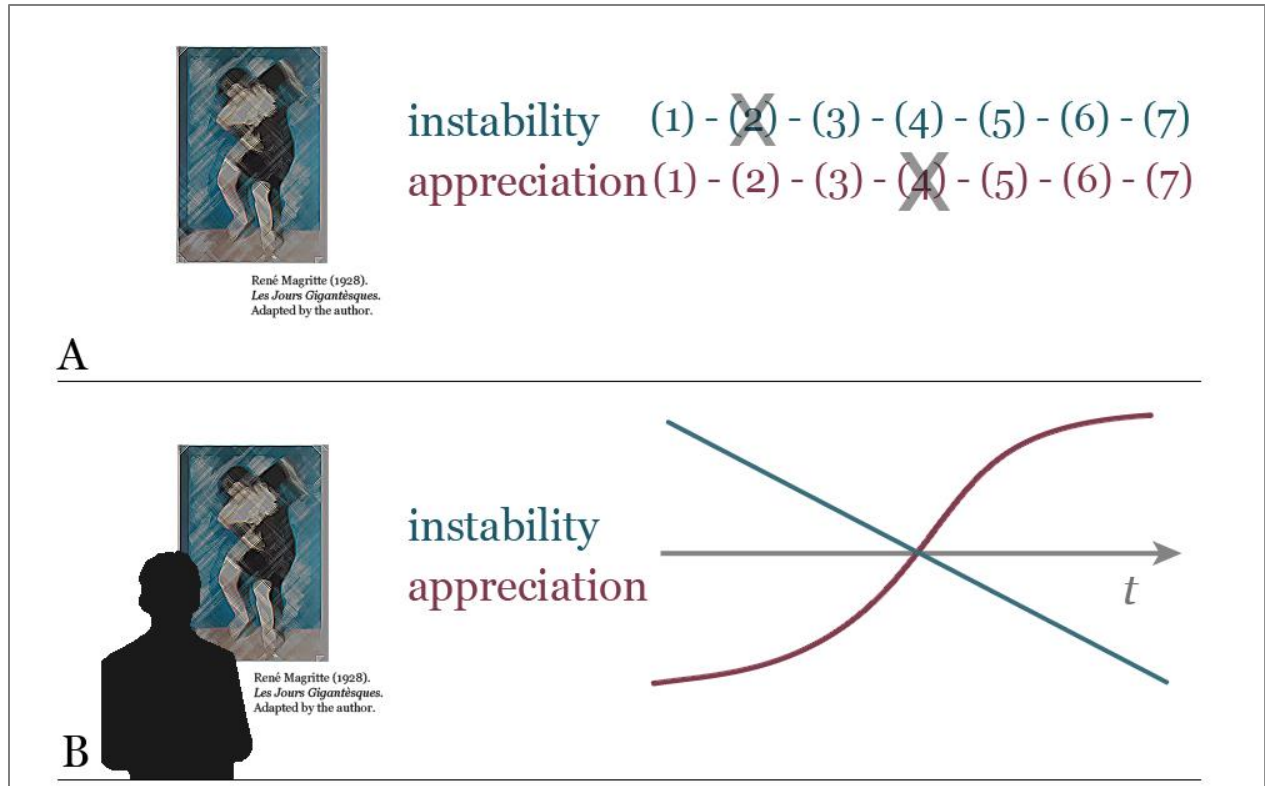 instability (1) - (2) - (3) - (4) - (5) - (6) - (7)
appreciation (1) - (2) - (3) - (4) - (5) - (6) - (7)
René Magritte (1928).
Les Jours Gigantèsques.
Adapted by the author.
A
instability
appreciation
t
René Magritte (1928).
Les Jours Gigantèsques.
Adapted by the author.
B